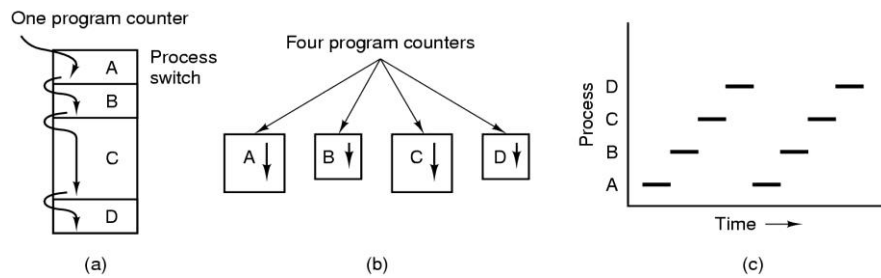 One program counter
Process
switch
A
B
C
D
(a)
Four program counters
A
B
C
D
(b)
Process
D
C
B
A
Time
(c)